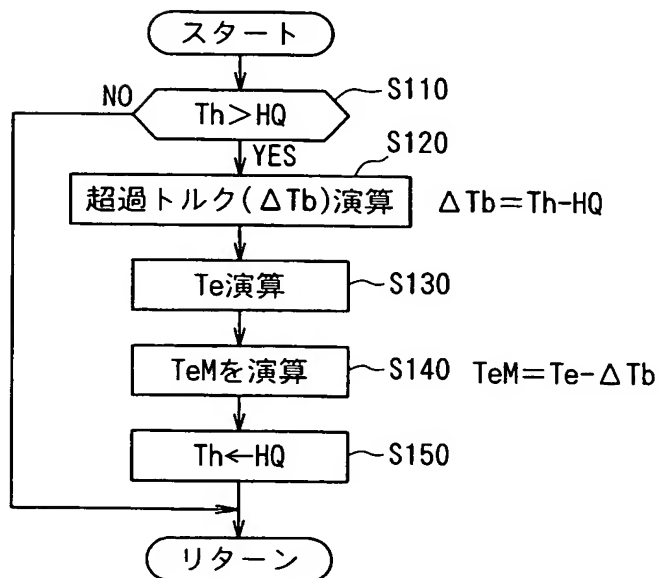 スタート
NO
Th>HQ
S110
YES
S120
超過トルク(ΔTb)演算
ΔTb=Th-HQ
Te演算
S130
TeMを演算
S140
TeM=Te-ΔTb
Th←HQ
S150
リターン